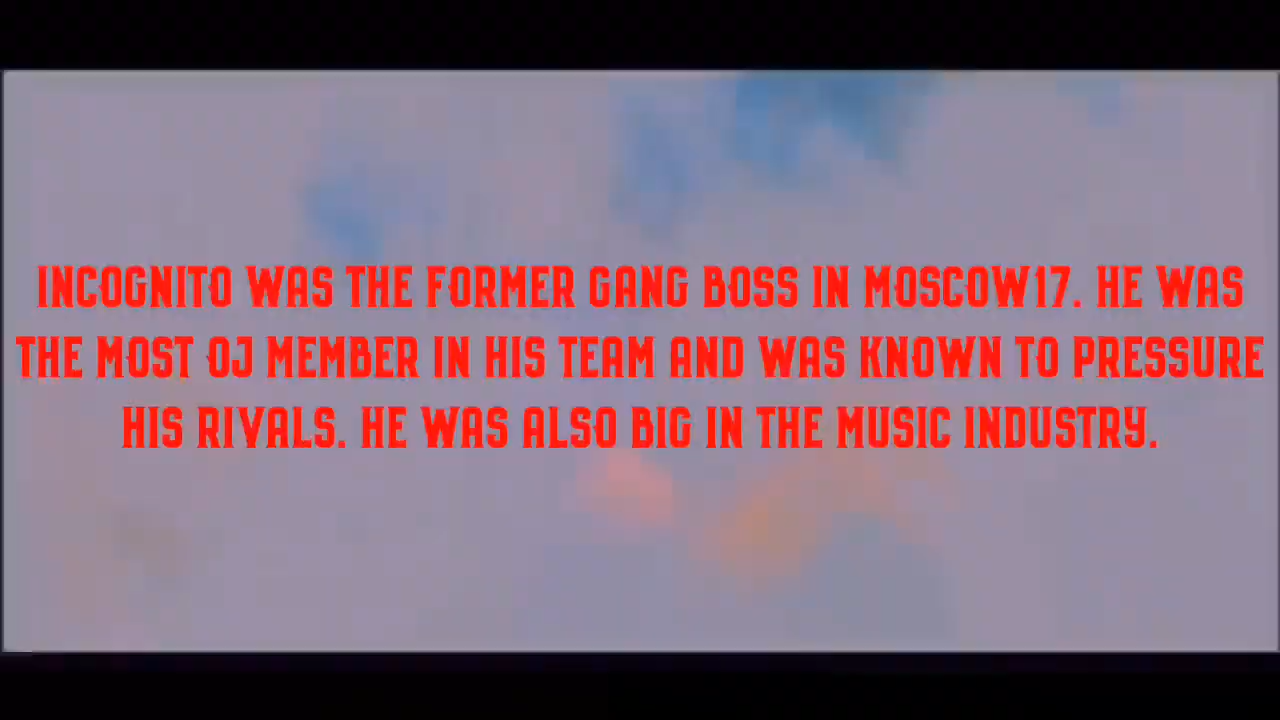 INCOGNITO WAS THE FORMER GANG BOSS IN MOSCOW17. HE WAS
THE MOST OJ MEMBER IN HIS TEAM AND WAS KNOWN TO PRESSURE
HIS RIVALS. HE WAS ALSO BIG IN THE MUSIC INDUSTRY.